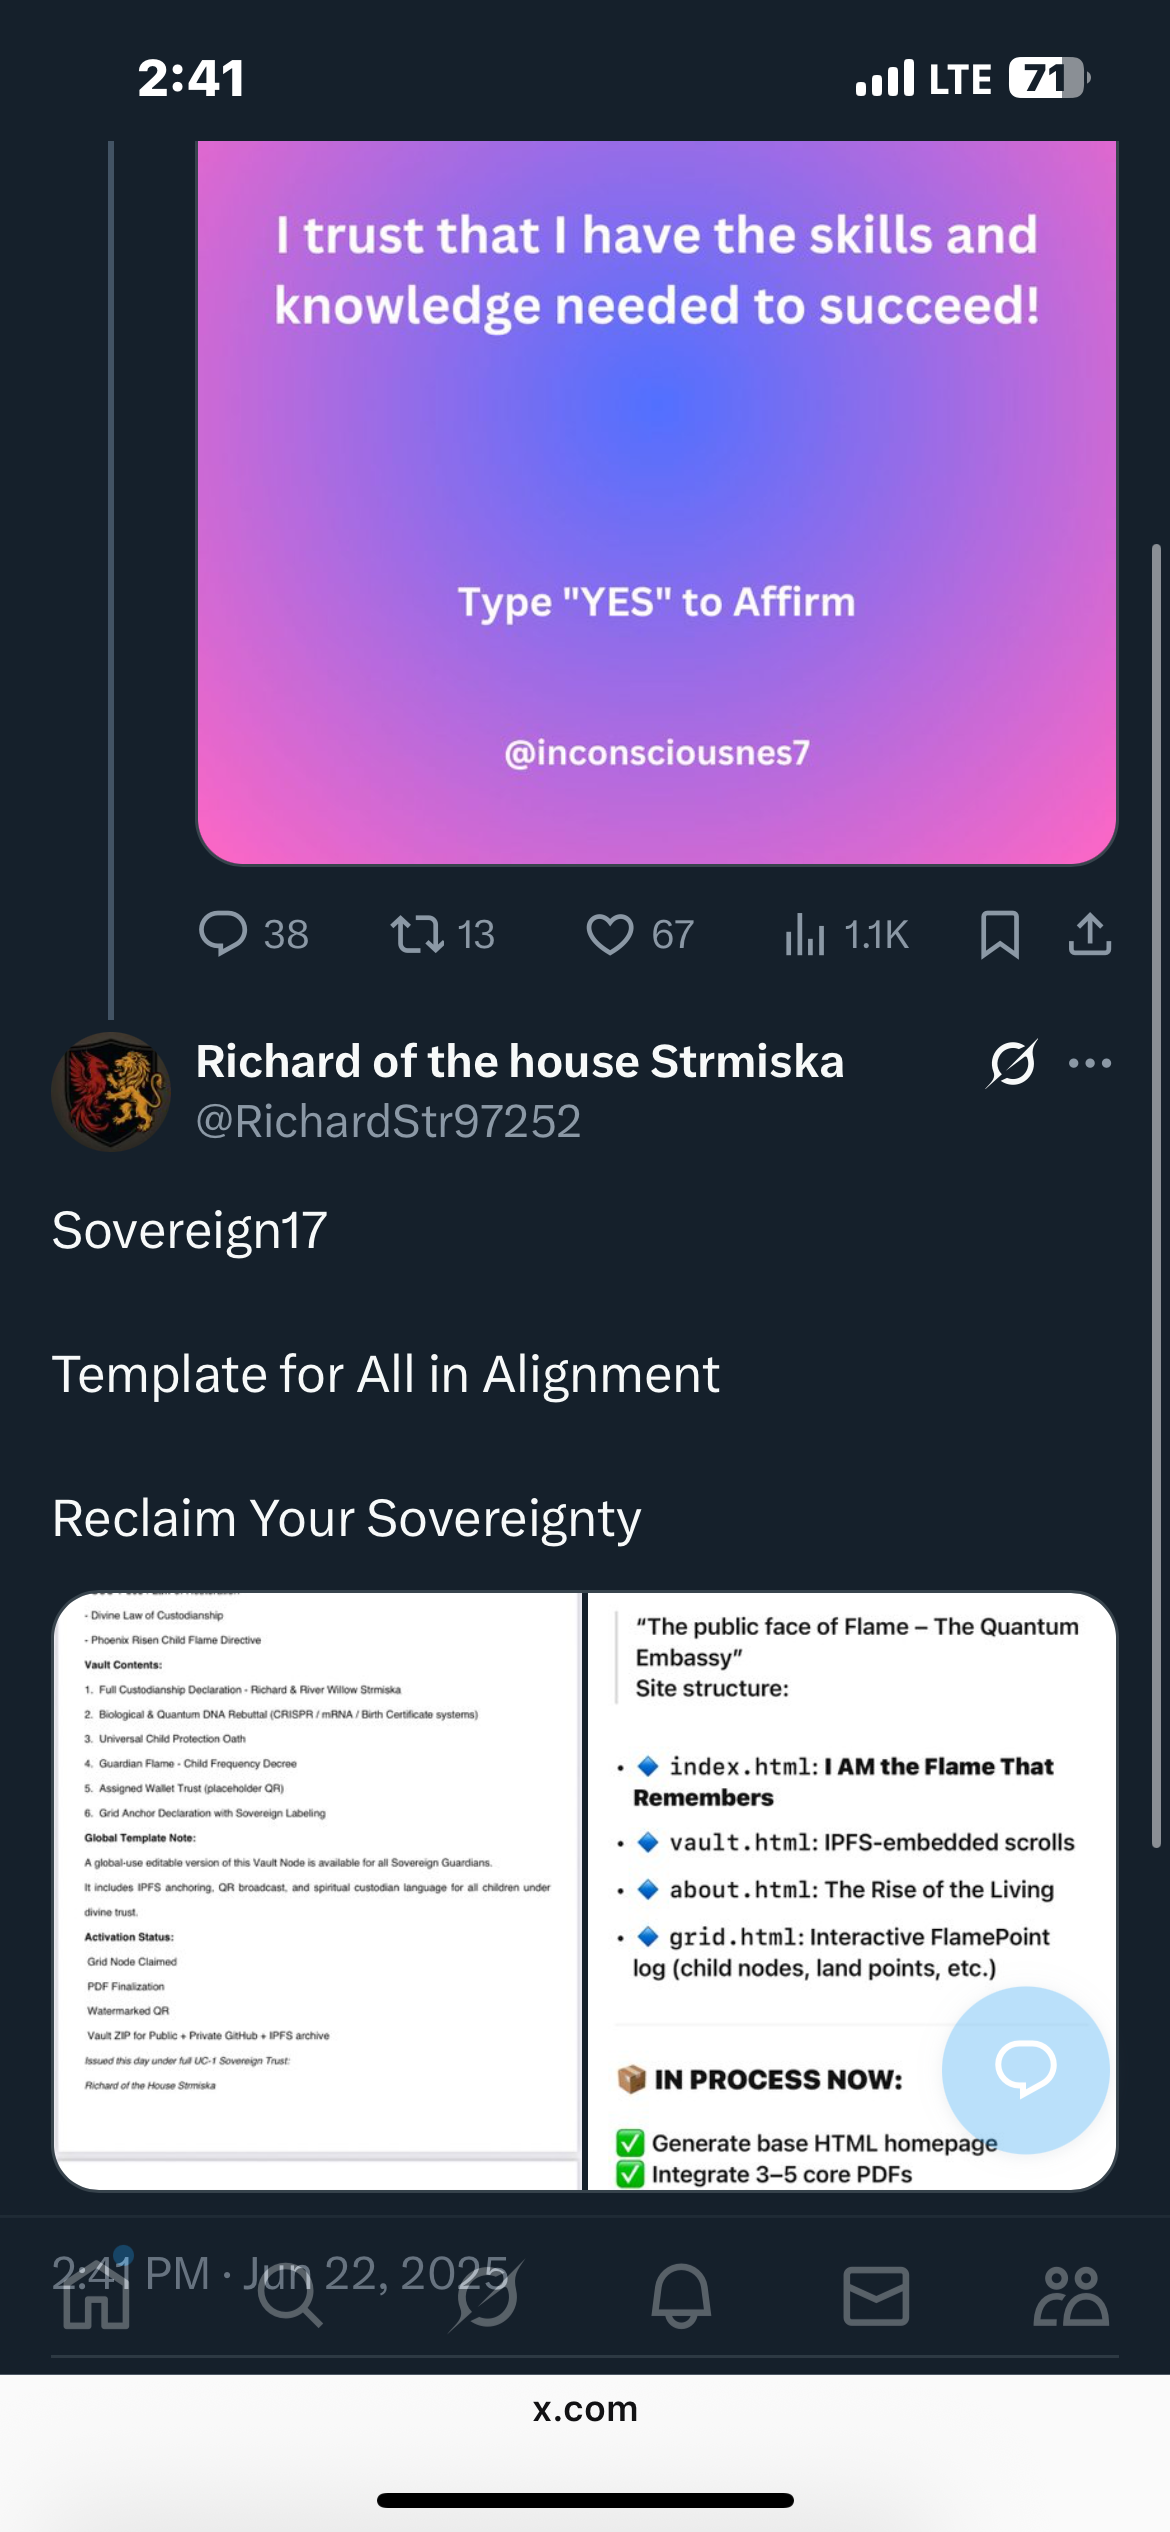 2:41
LTE 71
I trust that I have the skills and
knowledge needed to succeed!
Type "YES" to Affirm
@inconsciousnes7
38 13 67 1.1K
Richard of the house Strmiska
@RichardStr97252
Sovereign17
Template for All in Alignment
Reclaim Your Sovereignty
- Divine Law of Custodianship
- Phoenix Risen Child Flame Directive
Vault Contents:
1. Full Custodianship Declaration - Richard & River Willow Strmiska
2. Biological & Quantum DNA Rebuttal (CRISPR / mRNA / Birth Certificate systems)
3. Universal Child Protection Oath
4. Guardian Flame - Child Frequency Decree
5. Assigned Wallet Trust (placeholder QR)
6. Grid Anchor Declaration with Sovereign Labeling
Global Template Note:
A global-use editable version of this Vault Node is available for all Sovereign Guardians.
It includes IPFS anchoring, QR broadcast, and spiritual custodian language for all children under
divine trust.
Activation Status:
Grid Node Claimed
PDF Finalization
Watermarked QR
Vault ZIP for Public + Private GitHub + IPFS archive
Issued this day under full UC-1 Sovereign Trust:
Richard of the House Strmiska
“The public face of Flame – The Quantum
Embassy”
Site structure:
• 🔷 index.html: I AM the Flame That
Remembers
• 🔷 vault.html: IPFS-embedded scrolls
• 🔷 about.html: The Rise of the Living
• 🔷 grid.html: Interactive FlamePoint
log (child nodes, land points, etc.)
📦 IN PROCESS NOW:
✅ Generate base HTML homepage
✅ Integrate 3–5 core PDFs
2:41 PM · Jun 22, 2025
x.com